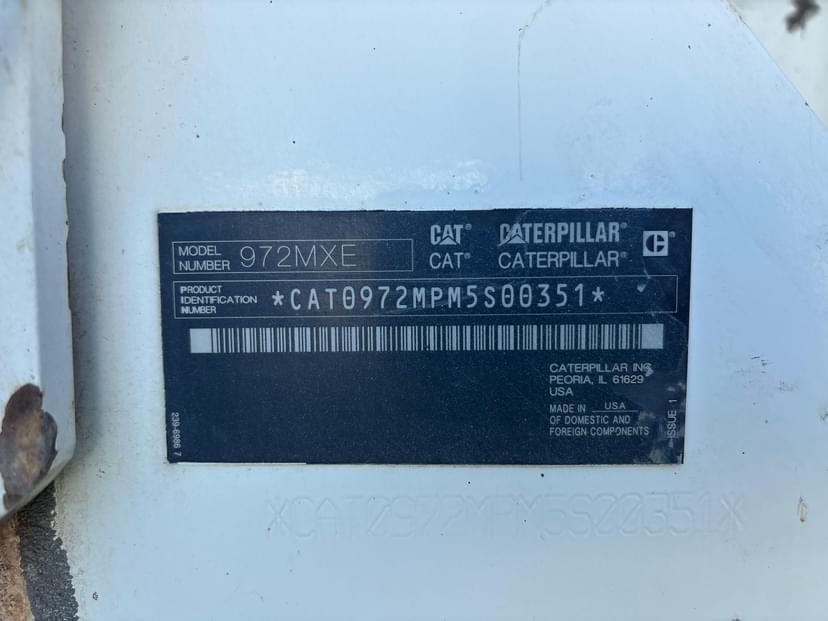 MODEL NUMBER 972MXE
CAT® CATERPILLAR®
CAT® CATERPILLAR®
C®
PRODUCT IDENTIFICATION NUMBER *CAT0972MPM5S00351*
CATERPILLAR INC.
PEORIA, IL 61629
USA
MADE IN USA
OF DOMESTIC AND
FOREIGN COMPONENTS
239-6986 7
ISSUE 1
*CAT0972MPM5S00351*